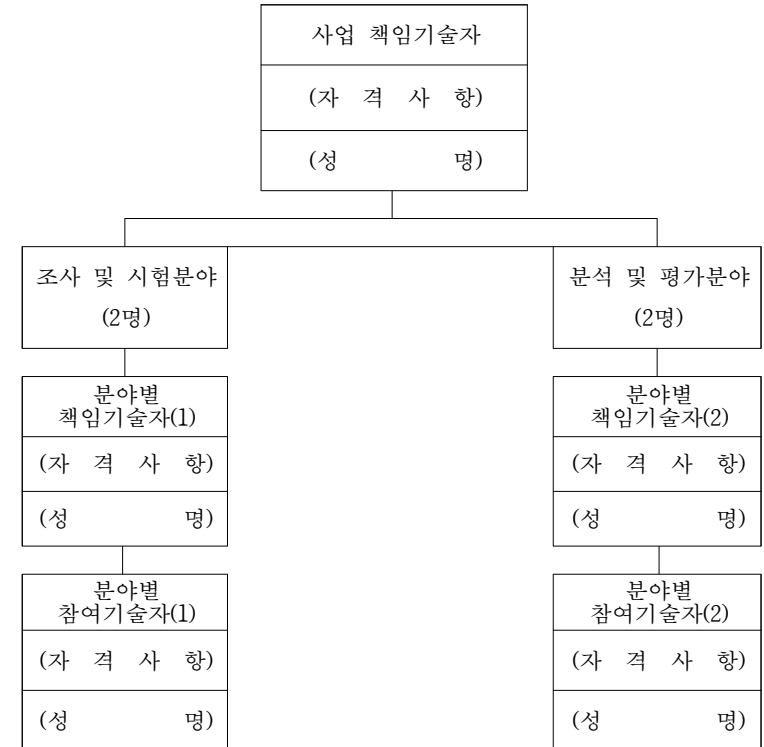 사업 책임기술자
(자 격 사 항)
(성 명)
조사 및 시험분야
(2명)
분야별
책임기술자(1)
(자 격 사 항)
(성 명)
분야별
참여기술자(1)
(자 격 사 항)
(성 명)
분석 및 평가분야
(2명)
분야별
책임기술자(2)
(자 격 사 항)
(성 명)
분야별
참여기술자(2)
(자 격 사 항)
(성 명)